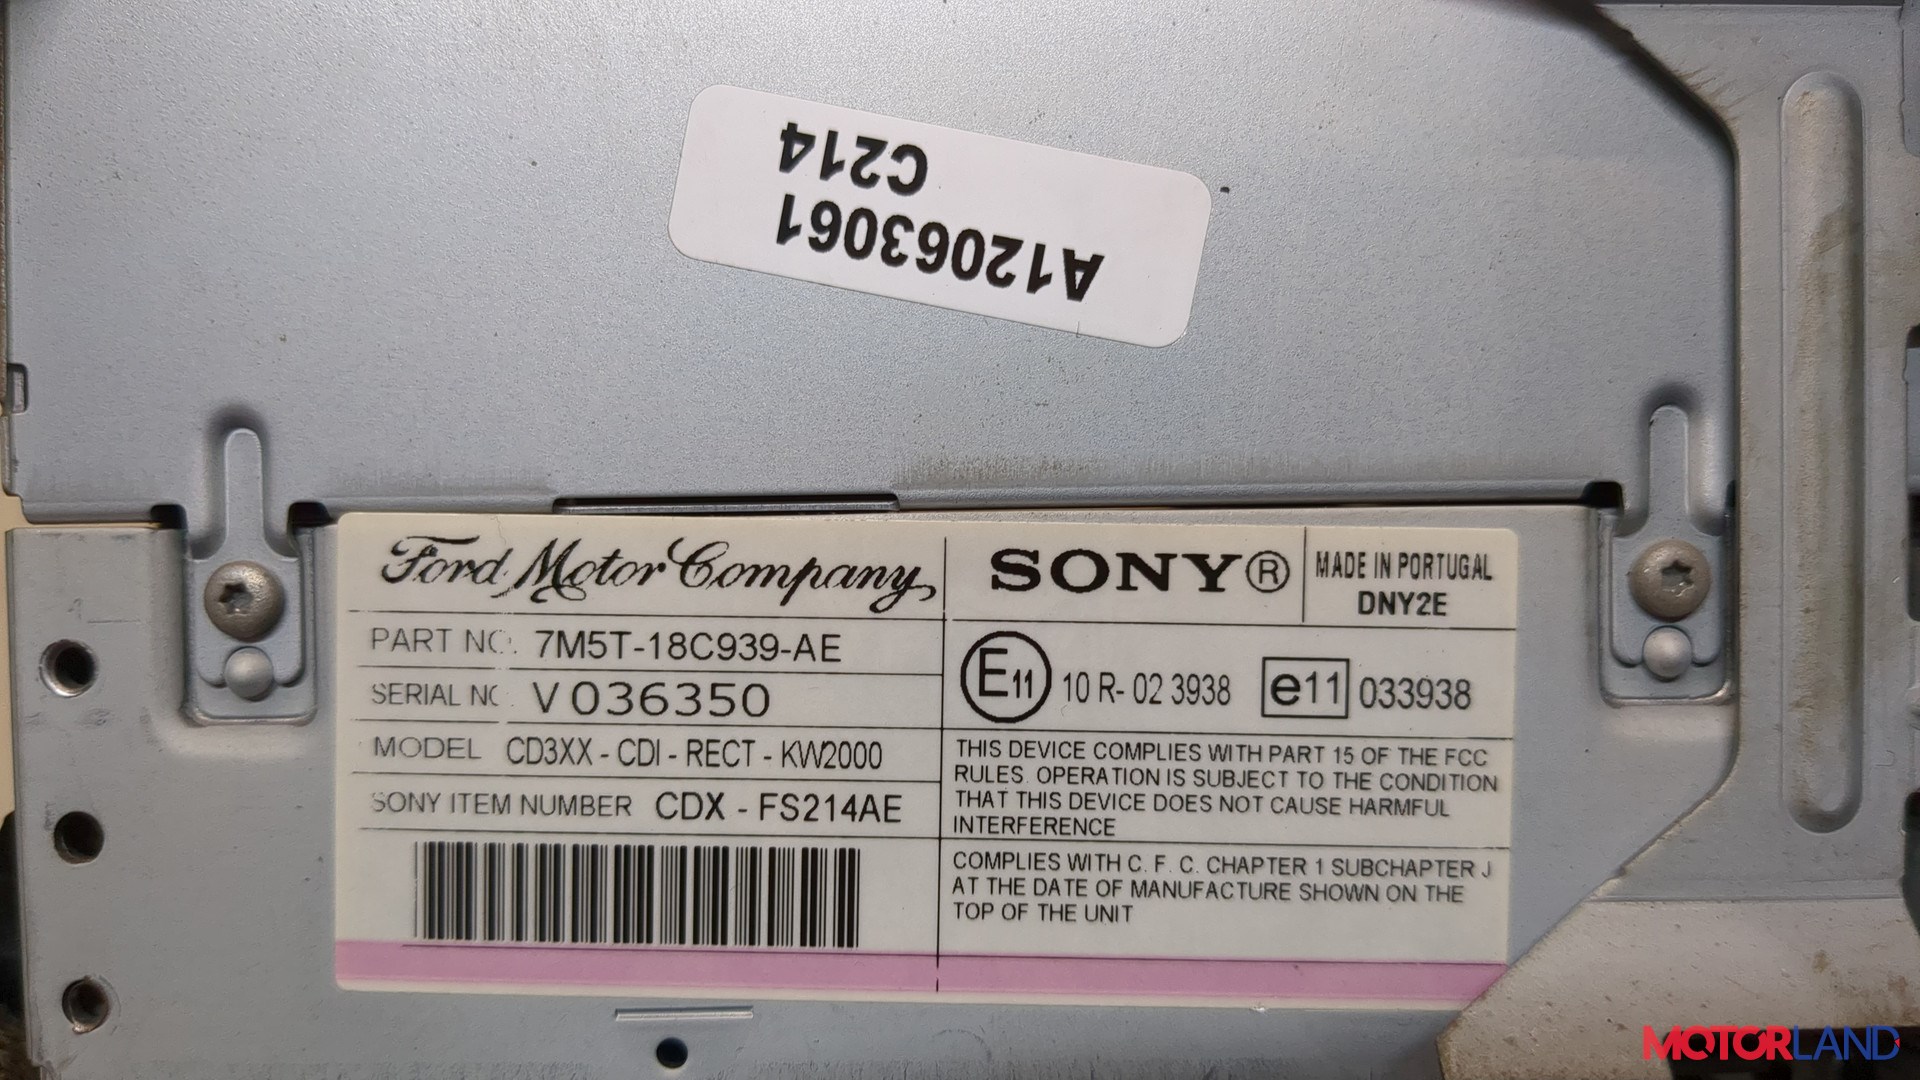 A12063061
C214
Ford Motor Company
SONY® MADE IN PORTUGAL
DNY2E
PART NO. 7M5T-18C939-AE
SERIAL NO. V036350
MODEL CD3XX - CDI - RECT - KW2000
SONY ITEM NUMBER CDX - FS214AE
E11 10 R- 02 3938 e11 033938
THIS DEVICE COMPLIES WITH PART 15 OF THE FCC
RULES. OPERATION IS SUBJECT TO THE CONDITION
THAT THIS DEVICE DOES NOT CAUSE HARMFUL
INTERFERENCE
COMPLIES WITH C. F. C. CHAPTER 1 SUBCHAPTER J
AT THE DATE OF MANUFACTURE SHOWN ON THE
TOP OF THE UNIT
MOTORLAND